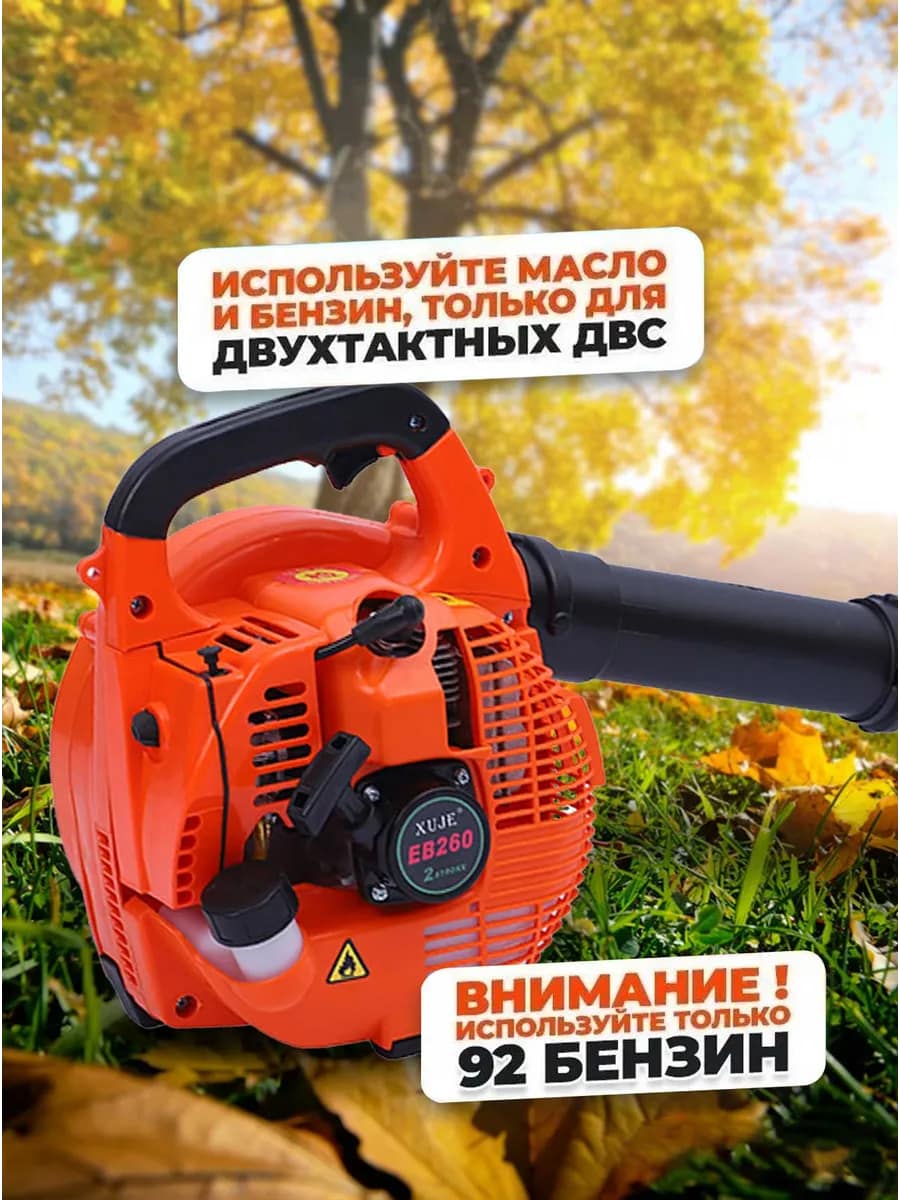 ИСПОЛЬЗУЙТЕ МАСЛО
И БЕНЗИН, ТОЛЬКО ДЛЯ
ДВУХТАКТНЫХ ДВС
XUJE®
EB260
2 STROKE
ВНИМАНИЕ !
ИСПОЛЬЗУЙТЕ ТОЛЬКО
92 БЕНЗИН